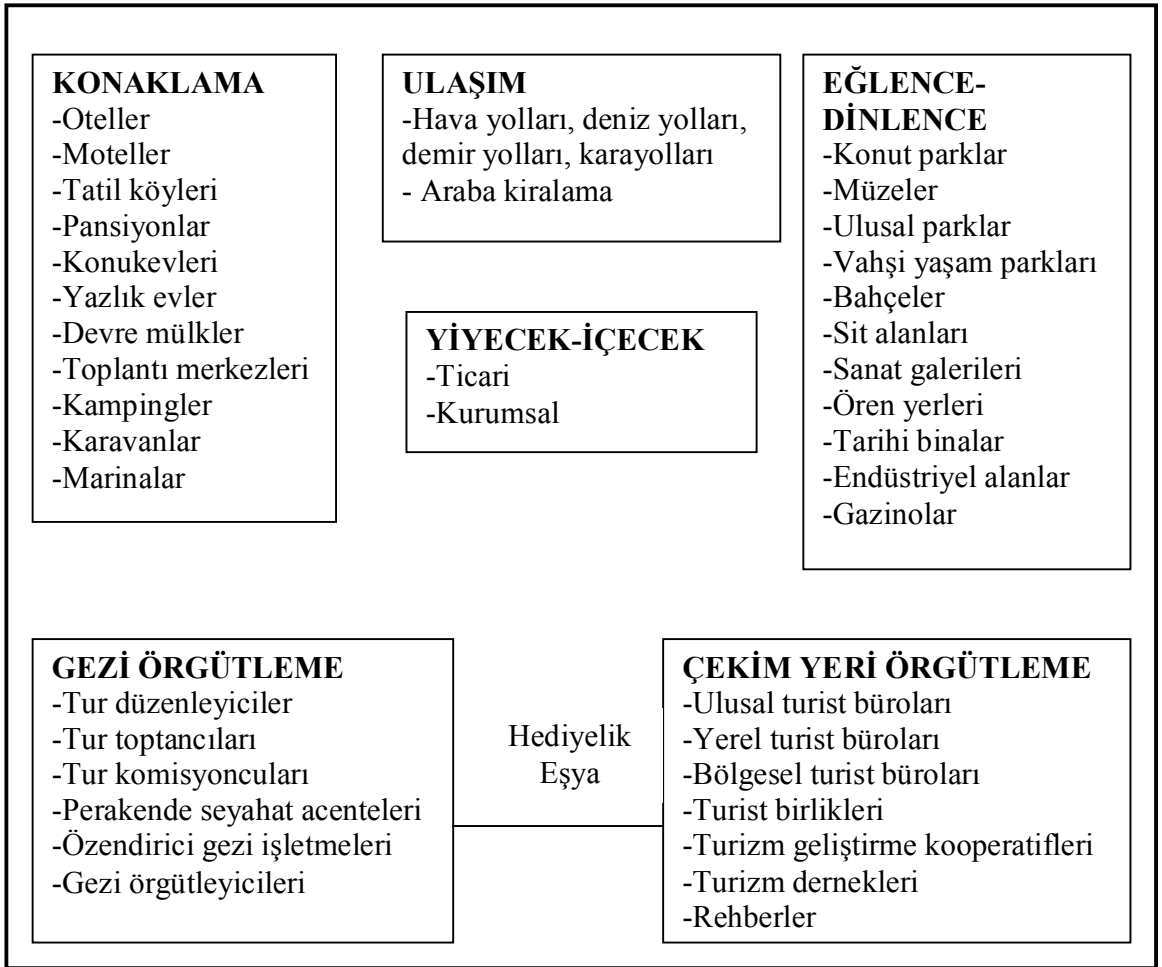 KONAKLAMA
-Oteller
-Moteller
-Tatil köyleri
-Pansiyonlar
-Konukevleri
-Yazlık evler
-Devre mülkler
-Toplantı merkezleri
-Kampingler
-Karavanlar
-Marinalar
ULAŞIM
-Hava yolları, deniz yolları,
demir yolları, karayolları
- Araba kiralama
YİYECEK-İÇECEK
-Ticari
-Kurumsal
EĞLENCE-
DİNLENCE
-Konut parklar
-Müzeler
-Ulusal parklar
-Vahşi yaşam parkları
-Bahçeler
-Sit alanları
-Sanat galerileri
-Ören yerleri
-Tarihi binalar
-Endüstriyel alanlar
-Gazinolar
GEZİ ÖRGÜTLEME
-Tur düzenleyiciler
-Tur toptancıları
-Tur komisyoncuları
-Perakende seyahat acenteleri
-Özendirici gezi işletmeleri
-Gezi örgütleyicileri
Hediyelik
Eşya
ÇEKİM YERİ ÖRGÜTLEME
-Ulusal turist büroları
-Yerel turist büroları
-Bölgesel turist büroları
-Turist birlikleri
-Turizm geliştirme kooperatifleri
-Turizm dernekleri
-Rehberler